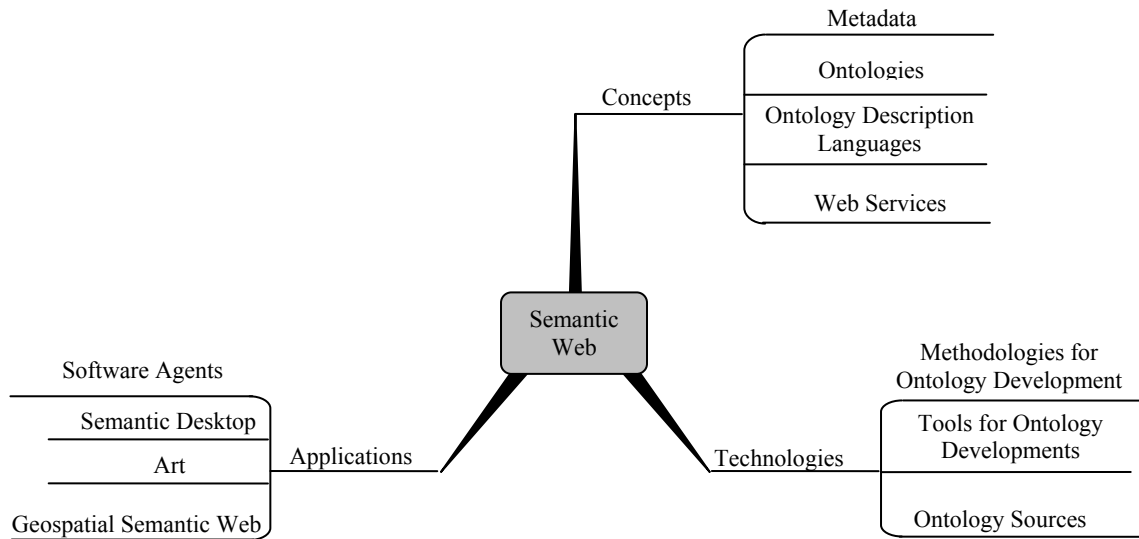 Metadata
Ontologies
Concepts
Ontology Description
Languages
Web Services
Semantic
Web
Software Agents
Semantic Desktop
Applications
Art
Geospatial Semantic Web
Methodologies for
Ontology Development
Tools for Ontology
Developments
Technologies
Ontology Sources